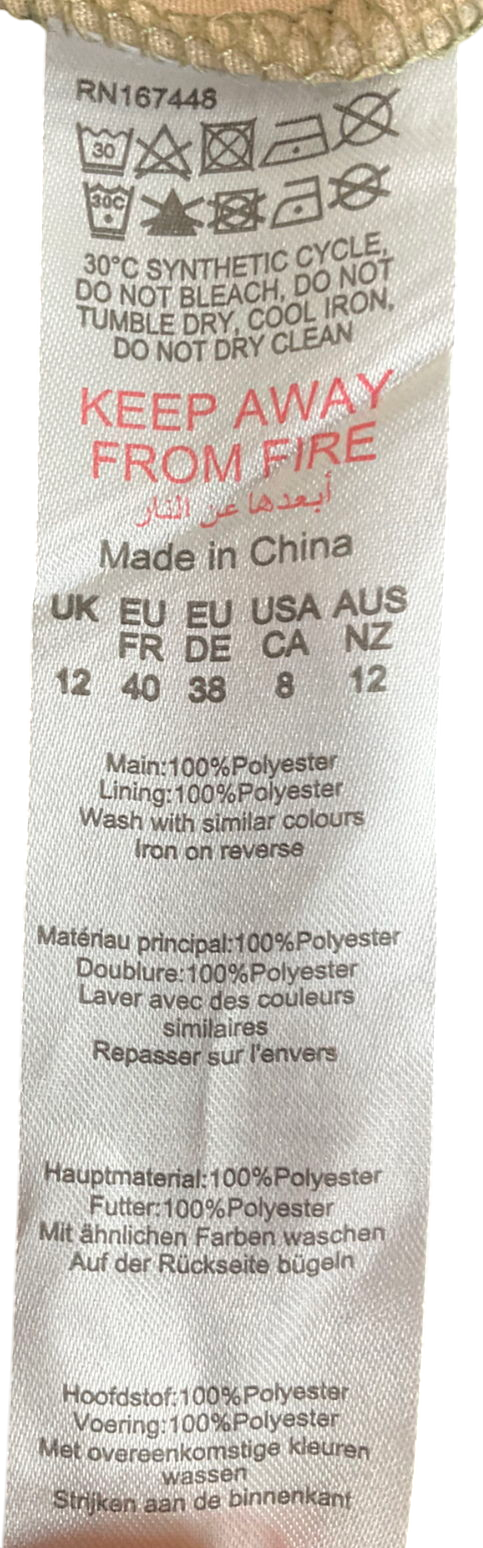 RN167448
30
30C
30°C SYNTHETIC CYCLE,
DO NOT BLEACH, DO NOT
TUMBLE DRY, COOL IRON,
DO NOT DRY CLEAN
KEEP AWAY
FROM FIRE
أبعدها عن النار
Made in China
UK EU EU USA AUS
FR DE CA NZ
12 40 38 8 12
Main:100%Polyester
Lining:100%Polyester
Wash with similar colours
Iron on reverse
Matériau principal:100%Polyester
Doublure:100%Polyester
Laver avec des couleurs
similaires
Repasser sur l'envers
Hauptmaterial:100%Polyester
Futter:100%Polyester
Mit ähnlichen Farben waschen
Auf der Rückseite bügeln
Hoofdstof:100%Polyester
Voering:100%Polyester
Met overeenkomstige kleuren
wassen
Strijken aan de binnenkant